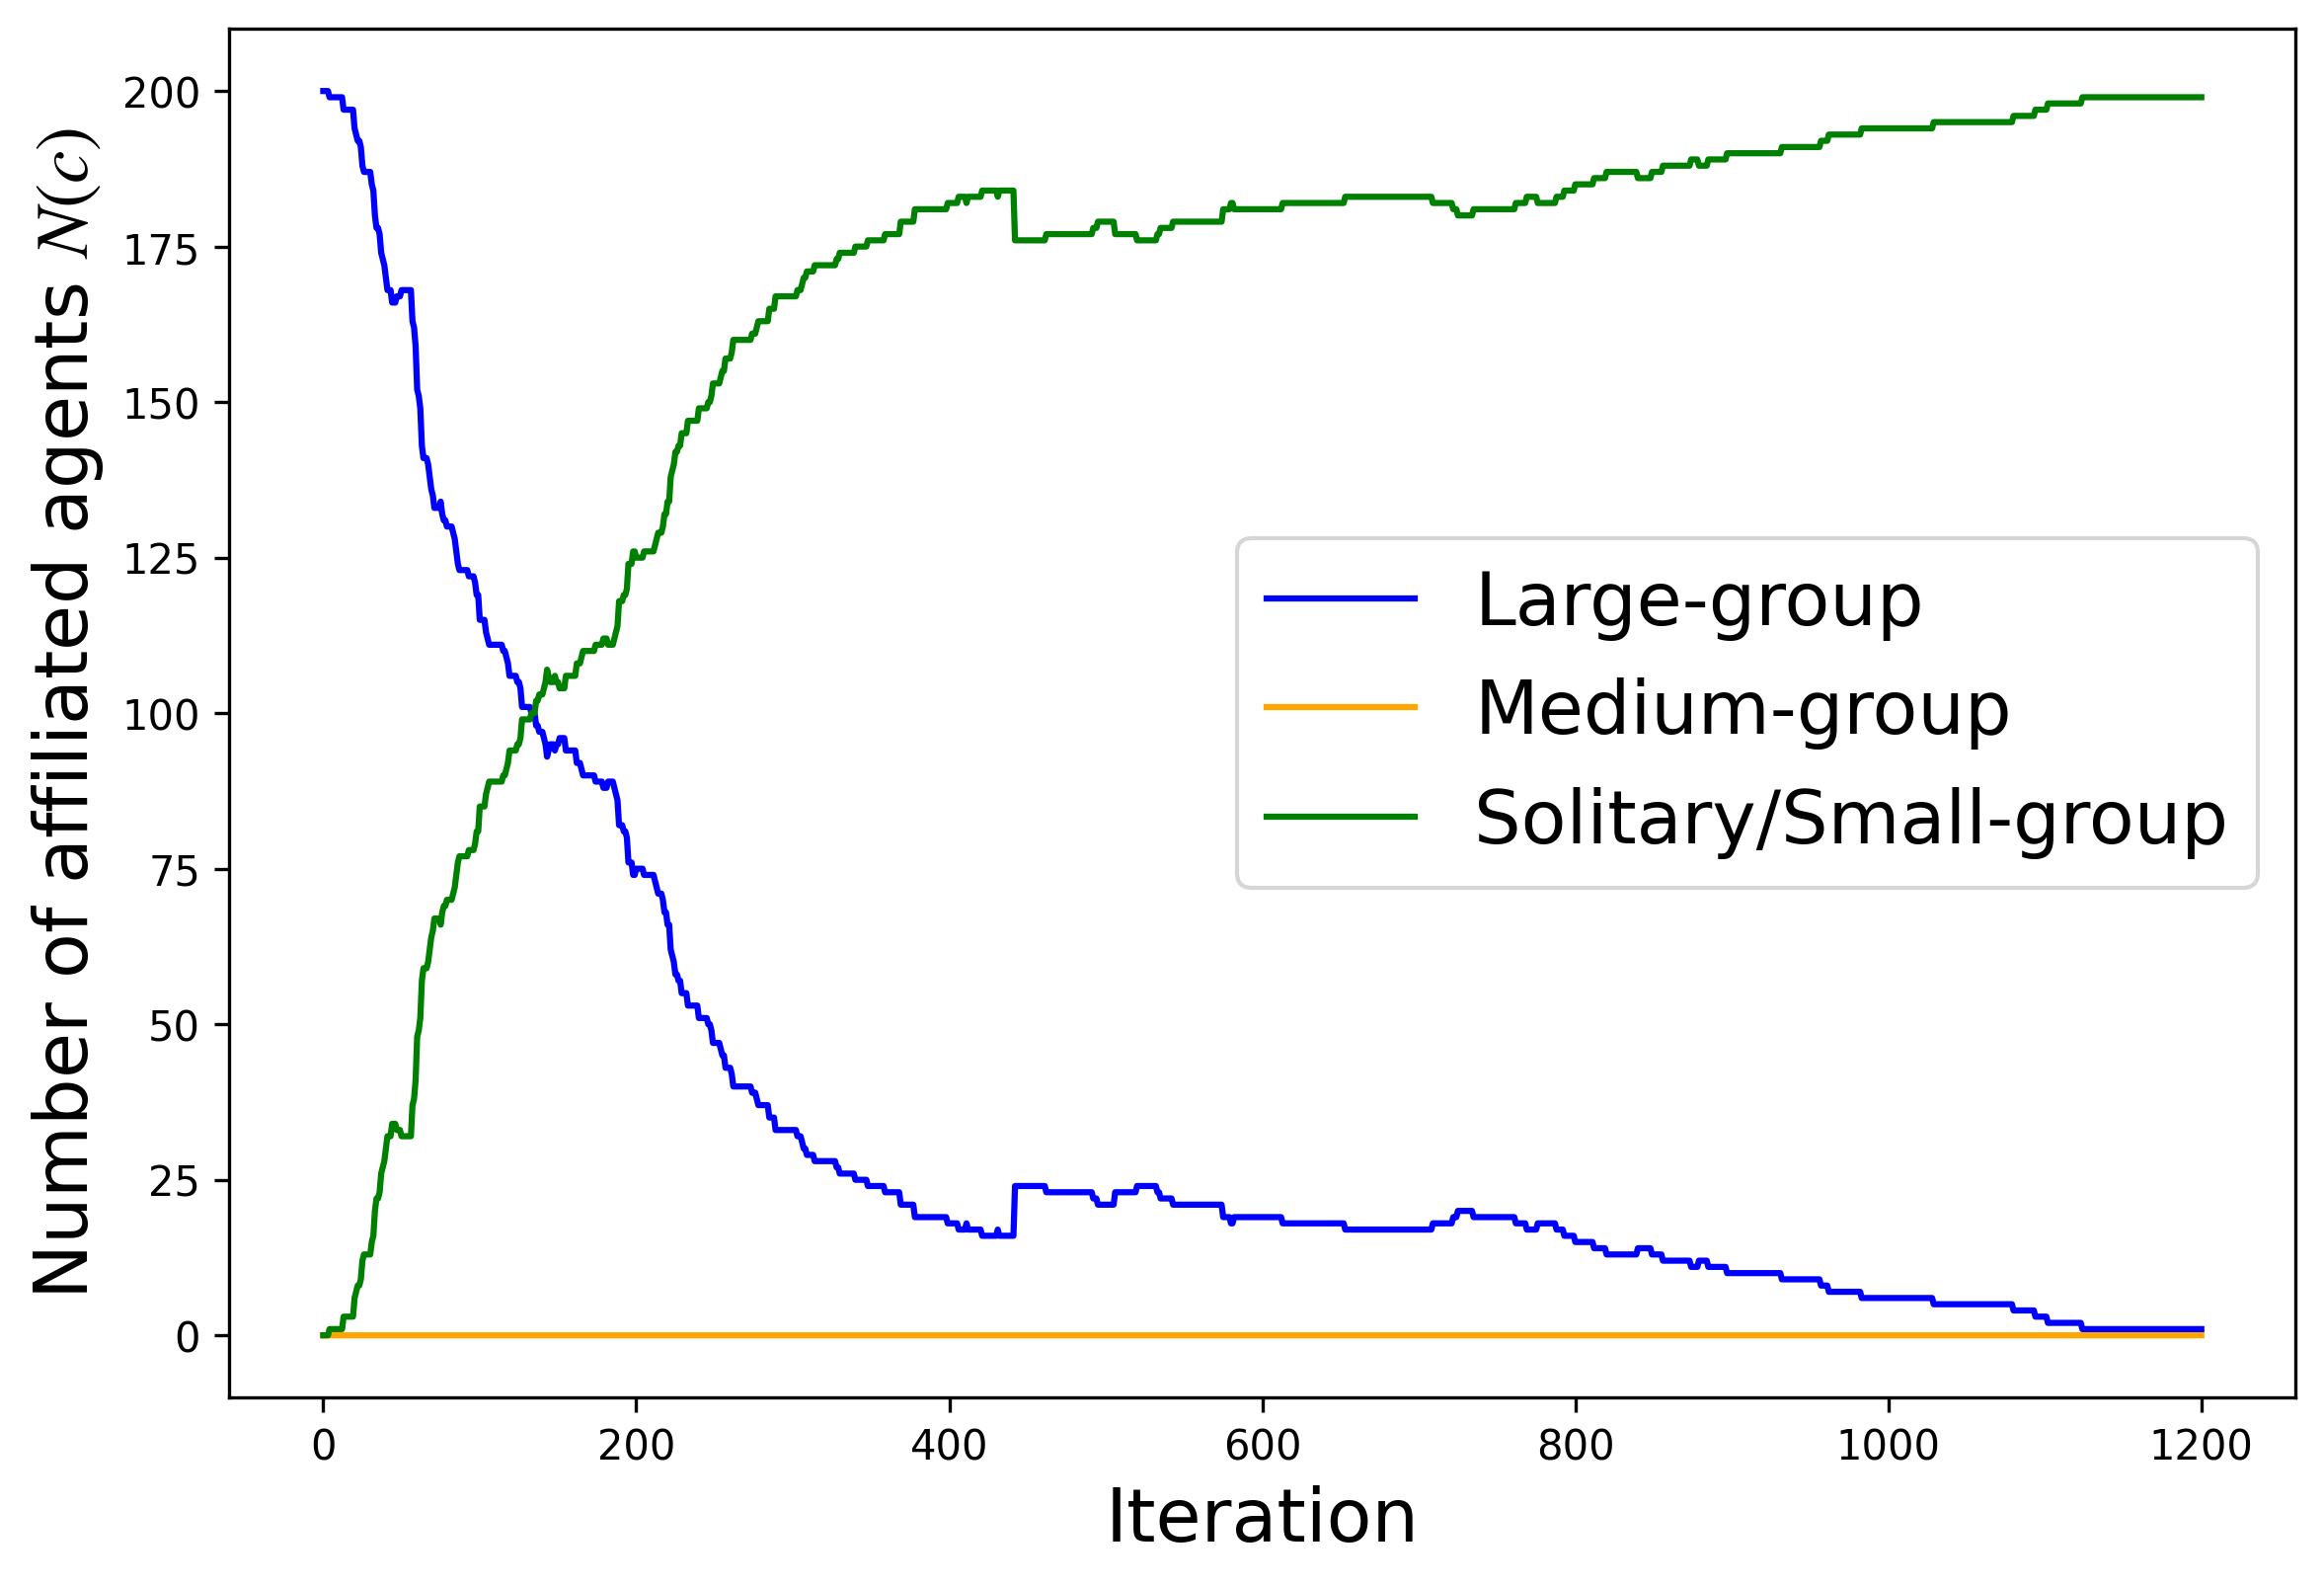 Number of affiliated agents N(c)
200
175
150
125
100
75
50
25
0
Large-group
Medium-group
Solitary/Small-group
0 200 400 600 800 1000 1200
Iteration